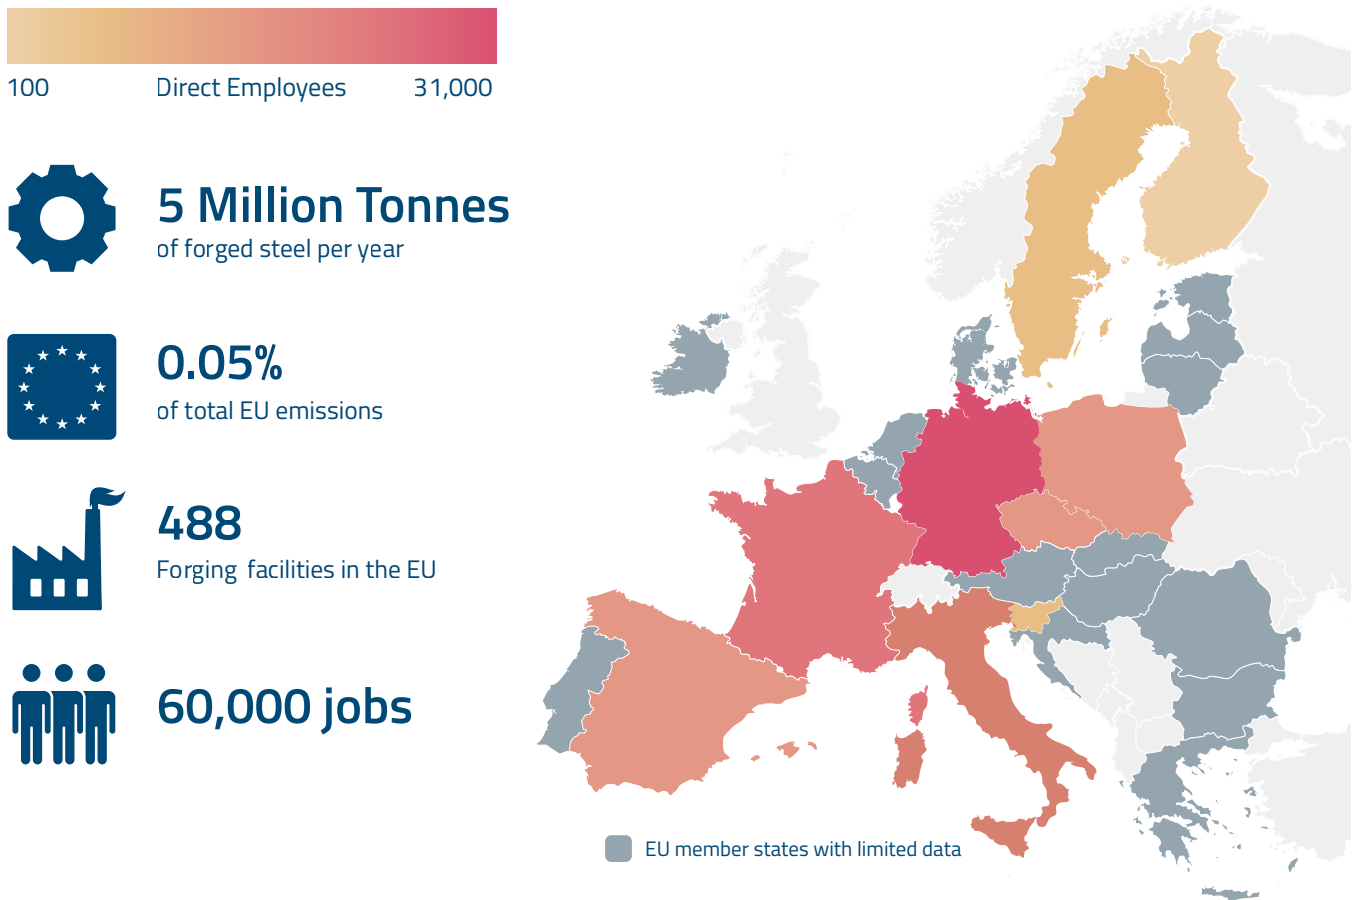 100 Direct Employees 31,000
5 Million Tonnes
of forged steel per year
0.05%
of total EU emissions
488
Forging facilities in the EU
60,000 jobs
EU member states with limited data